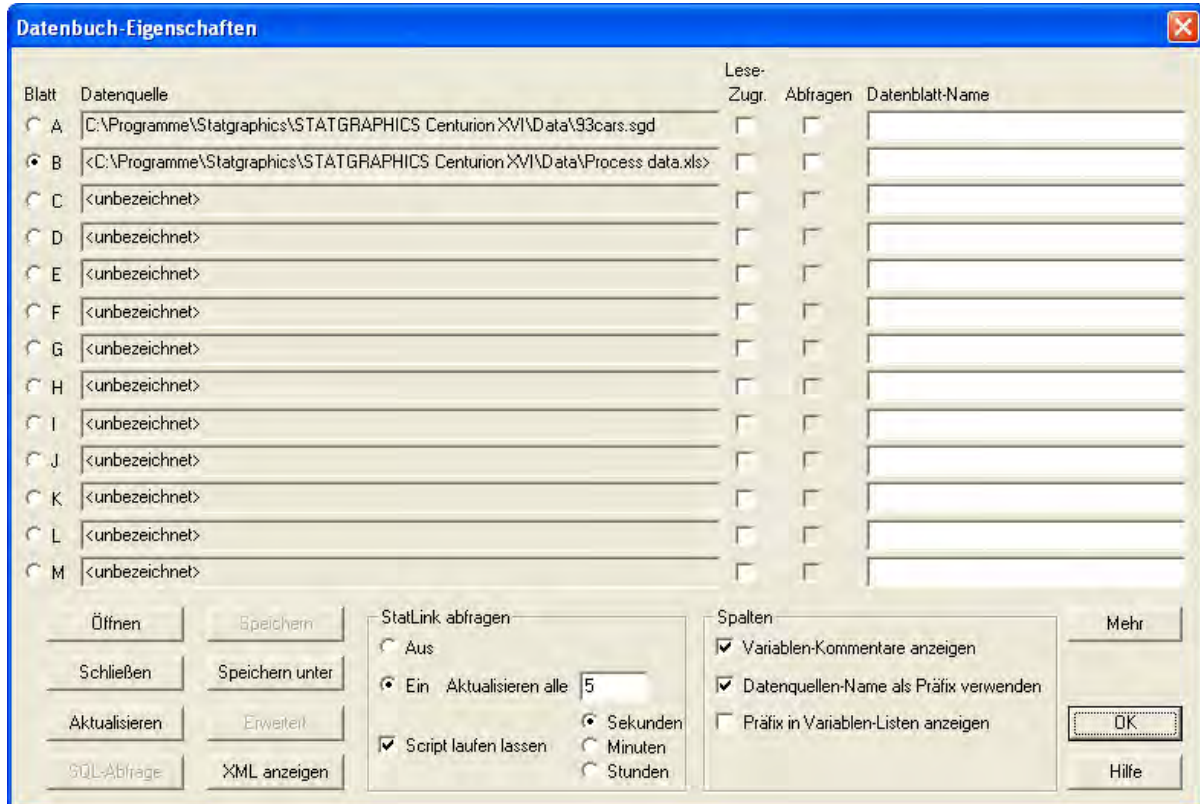 Datenbuch-Eigenschaften
Lese-
Blatt Datenquelle Zugr. Abfragen Datenblatt-Name
A C:\Programme\Statgraphics\STATGRAPHICS Centurion XVI\Data\93cars.sgd
B <C:\Programme\Statgraphics\STATGRAPHICS Centurion XVI\Data\Process data.xls>
C <unbezeichnet>
D <unbezeichnet>
E <unbezeichnet>
F <unbezeichnet>
G <unbezeichnet>
H <unbezeichnet>
I <unbezeichnet>
J <unbezeichnet>
K <unbezeichnet>
L <unbezeichnet>
M <unbezeichnet>
Öffnen Speichern
Schließen Speichern unter
Aktualisieren Erweitert
SQL-Abfrage XML anzeigen
StatLink abfragen
Aus
Ein Aktualisieren alle 5
Sekunden
Script laufen lassen Minuten
Stunden
Spalten
Variablen-Kommentare anzeigen
Datenquellen-Name als Präfix verwenden
Präfix in Variablen-Listen anzeigen
Mehr
OK
Hilfe